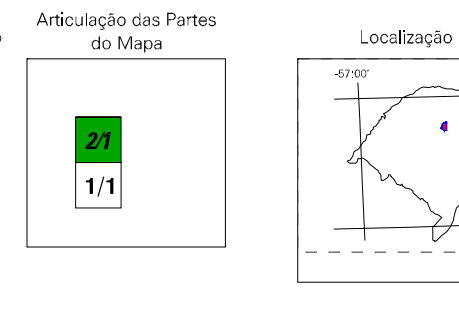 Articulação das Partes
do Mapa
Localização
-57:00'
2/1
1/1